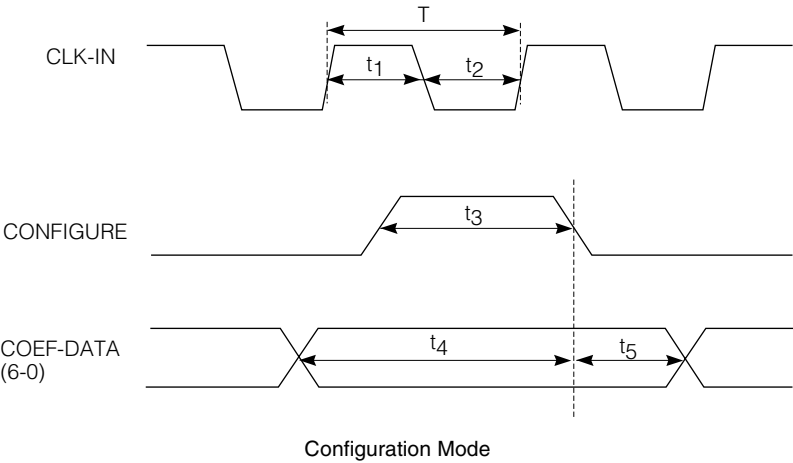 T
CLK-IN
t1
t2
CONFIGURE
t3
COEF-DATA
(6-0)
t4
t5
Configuration Mode